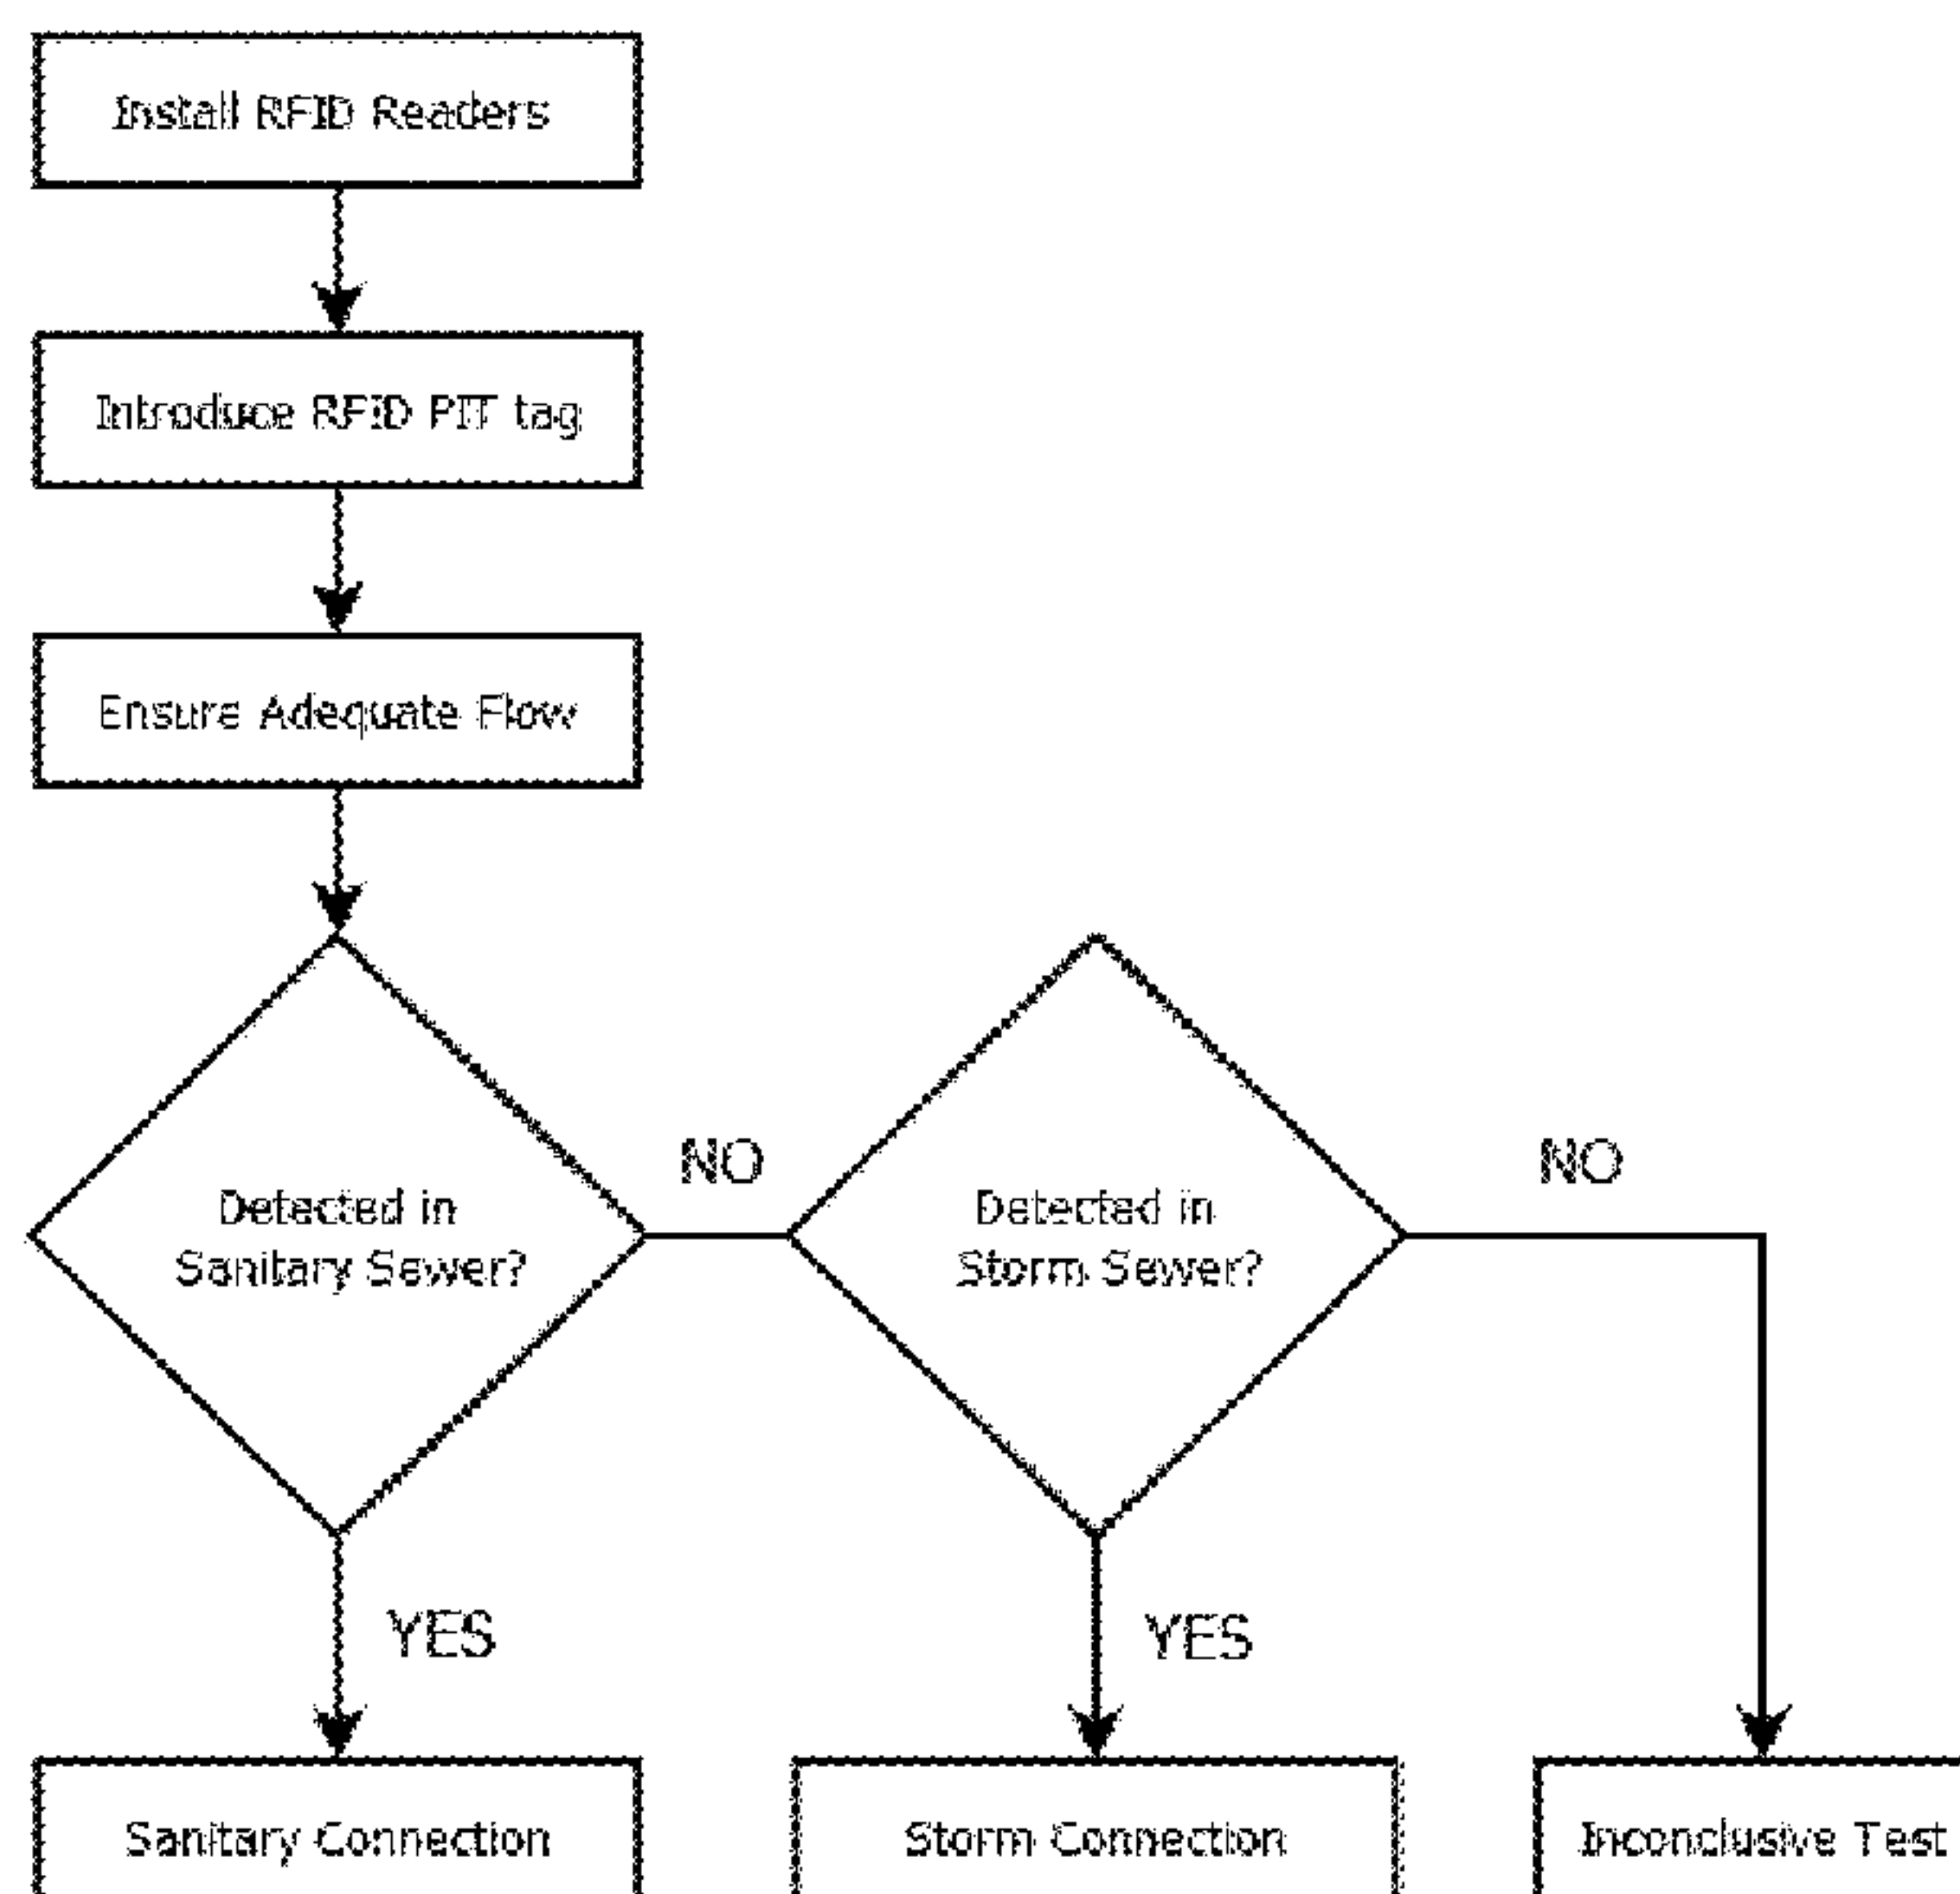 Install RFID Readers
Introduce RFID PIT tag
Ensure Adequate Flow
Detected in
Sanitary Sewer?
NO
Detected in
Storm Sewer?
NO
YES
YES
Sanitary Connection
Storm Connection
Inconclusive Test